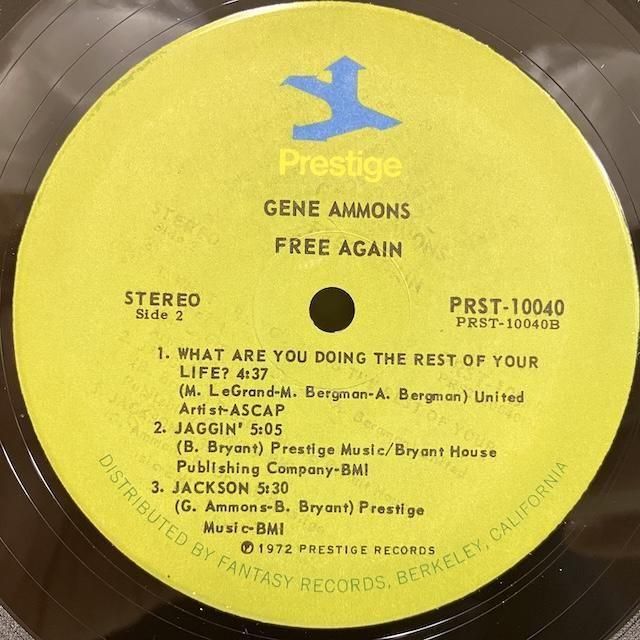 Prestige
GENE AMMONS
FREE AGAIN
STEREO
Side 2
PRST-10040
PRST-10040B
1. WHAT ARE YOU DOING THE REST OF YOUR
LIFE? 4:37
(M. LeGrand-M. Bergman-A. Bergman) United
Artist-ASCAP
2. JAGGIN' 5:05
(B. Bryant) Prestige Music/Bryant House
Publishing Company-BMI
3. JACKSON 5:30
(G. Ammons-B. Bryant) Prestige
Music-BMI
℗ 1972 PRESTIGE RECORDS
DISTRIBUTED BY FANTASY RECORDS, BERKELEY, CALIFORNIA